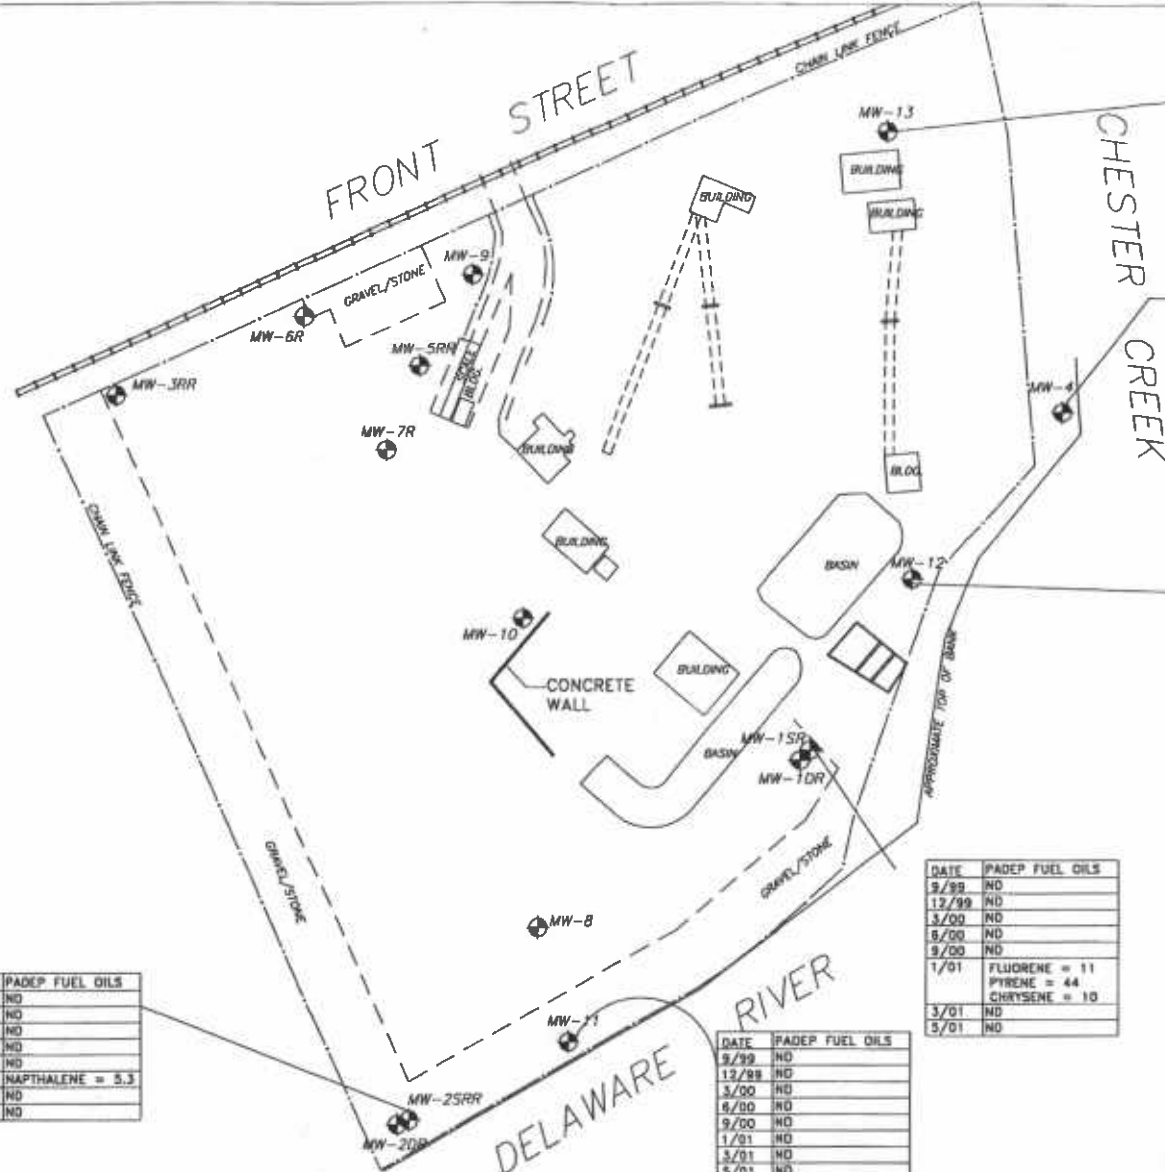 FRONT STREET
CHAIN LINK FENCE
MW-13
CHESTER CREEK
BUILDING
BUILDING
BUILDING
MW-9
GRAVEL/STONE
MW-6R
MW-5RR
SCALE BLDG.
MW-3RR
MW-7R
MW-4
BUILDING
BLDG.
CHAIN LINK FENCE
BUILDING
BASIN
MW-12
MW-10
CONCRETE
WALL
BUILDING
APPROXIMATE TOP OF BANK
BASIN
MW-1SR
MW-1DR
GRAVEL/STONE
GRAVEL/STONE
MW-8
DATE PADEP FUEL OILS
9/99 ND
12/99 ND
3/00 ND
6/00 ND
9/00 ND
1/01 FLUORENE = 11
PYRENE = 44
CHRYSENE = 10
3/01 ND
5/01 ND
PADEP FUEL OILS
ND
ND
ND
ND
ND
NAPTHALENE = 5.3
ND
ND
MW-11
DELAWARE RIVER
DATE PADEP FUEL OILS
9/99 ND
12/99 ND
3/00 ND
6/00 ND
9/00 ND
1/01 ND
3/01 ND
5/01 ND
MW-2SRR
MW-2DR